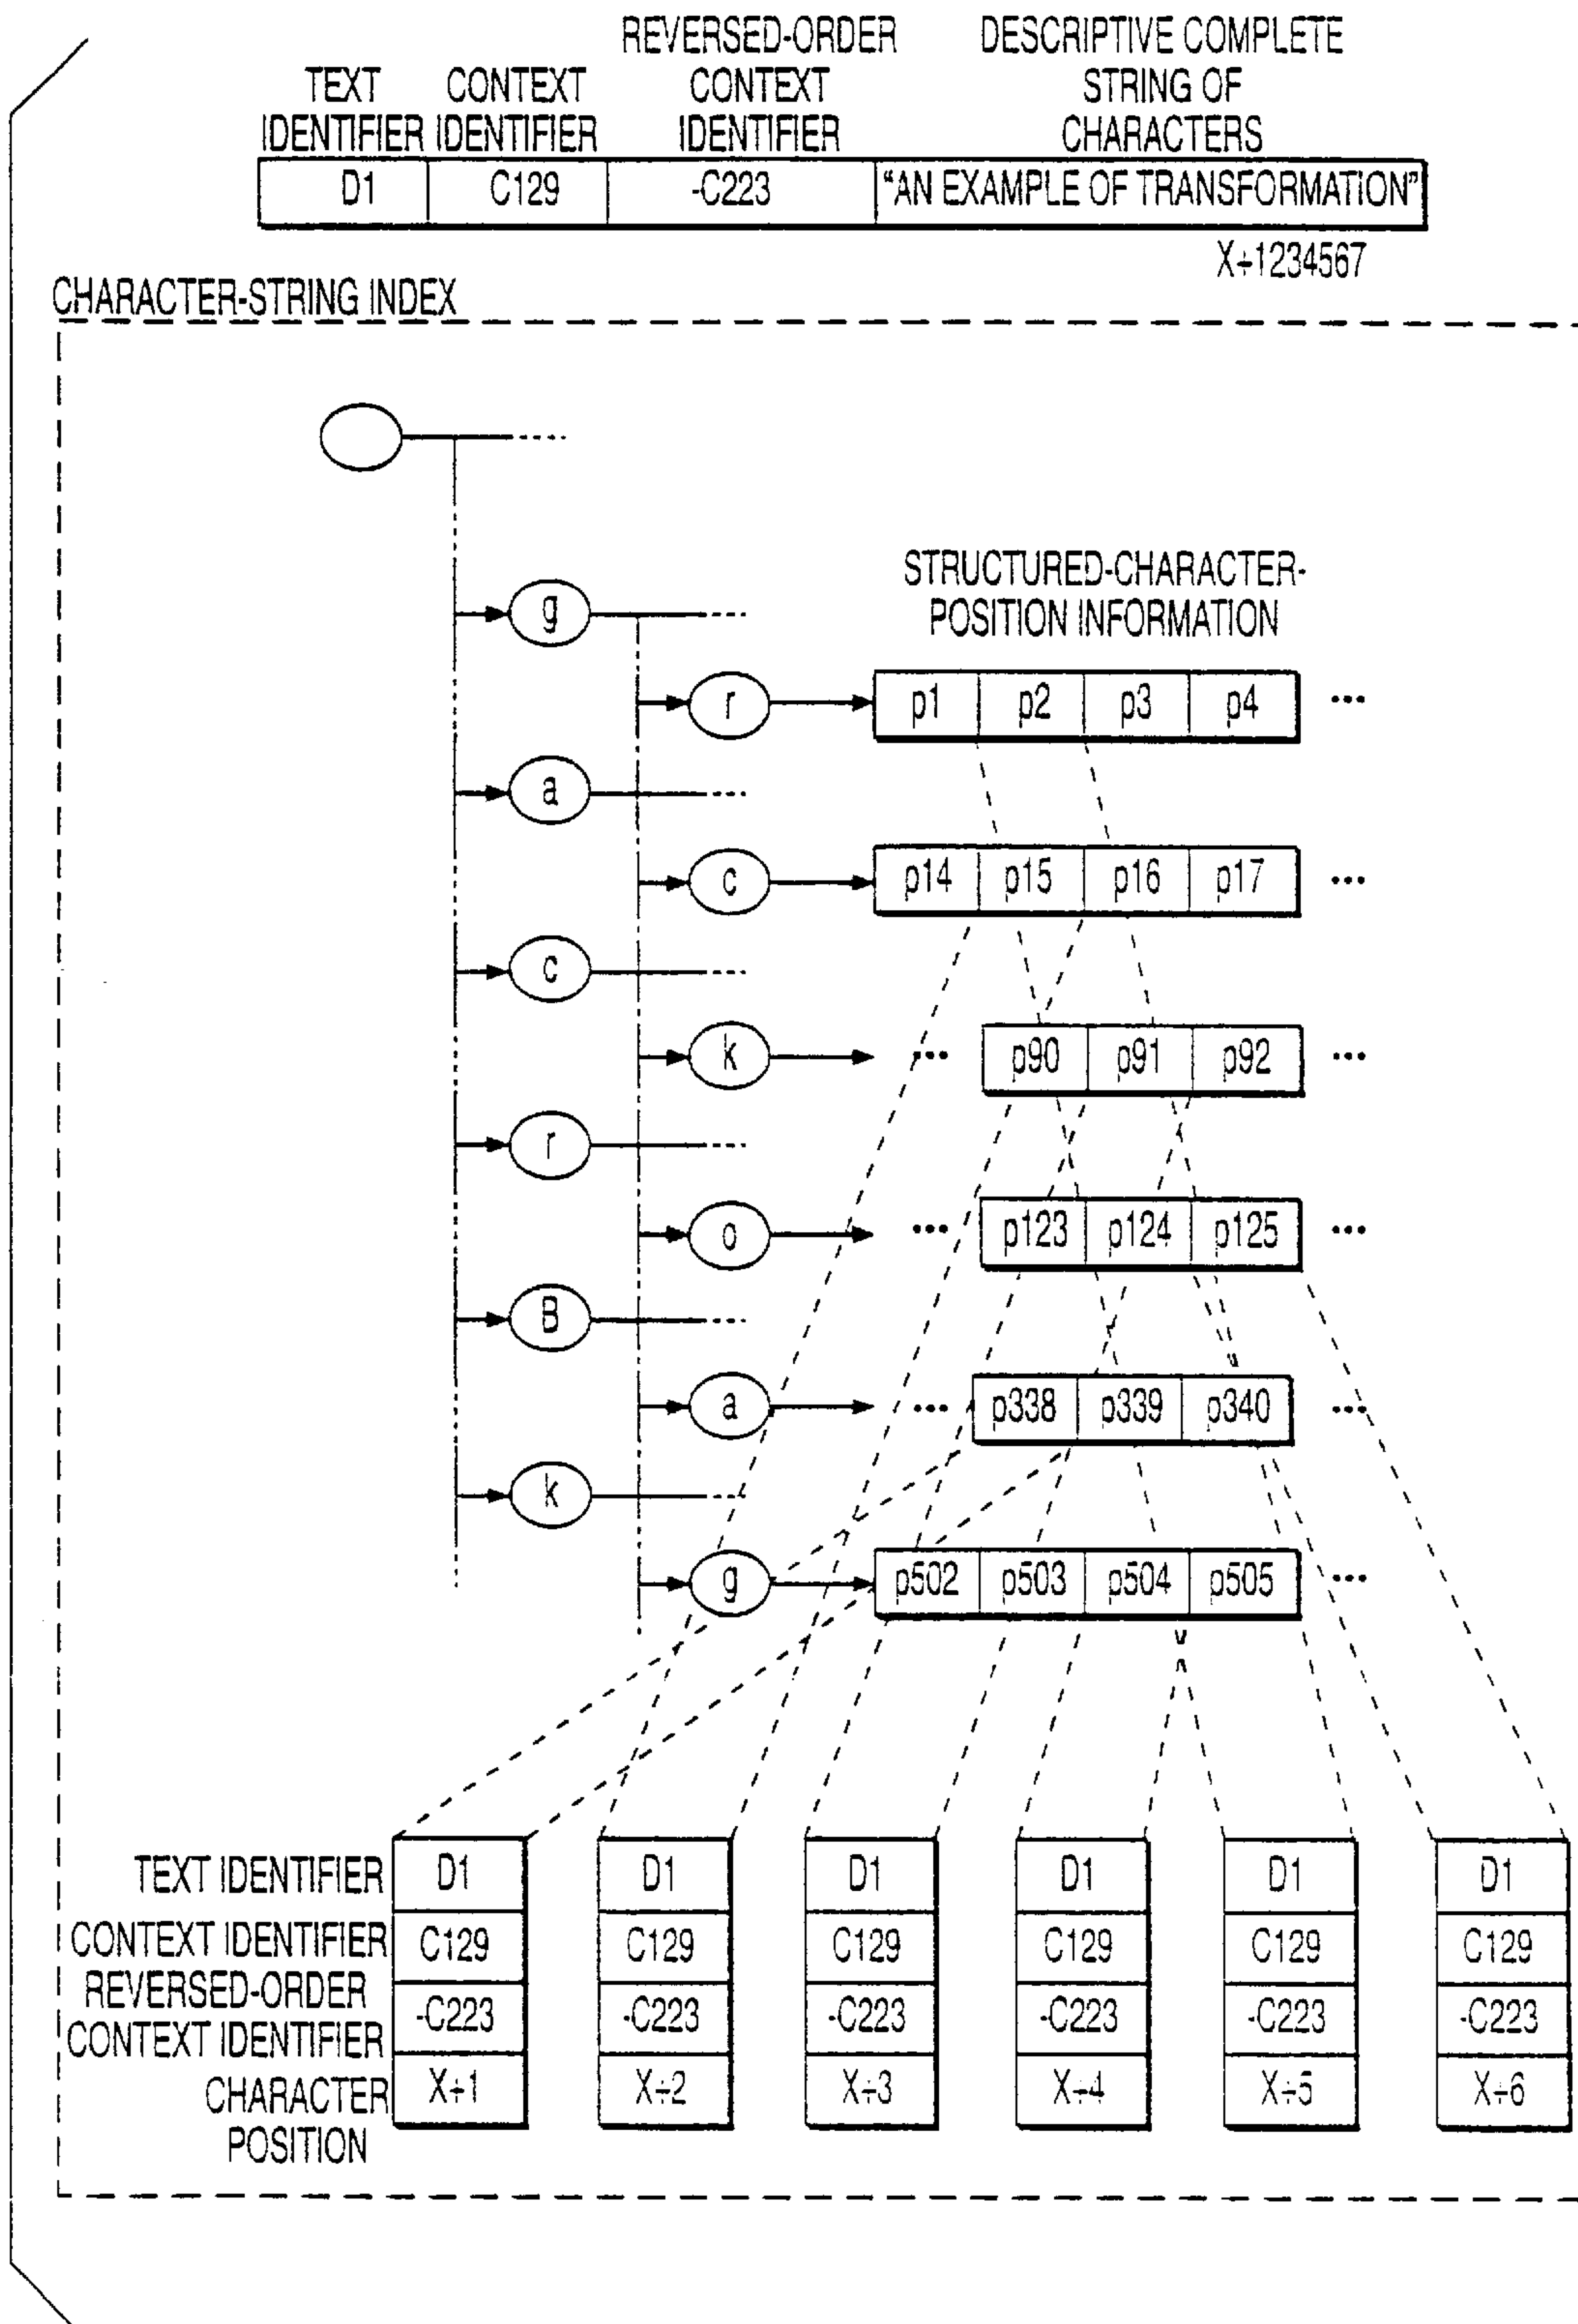 REVERSED-ORDER DESCRIPTIVE COMPLETE
TEXT CONTEXT CONTEXT STRING OF
IDENTIFIER IDENTIFIER IDENTIFIER CHARACTERS
D1 C129 -C223 “AN EXAMPLE OF TRANSFORMATION”
X+1234567
CHARACTER-STRING INDEX
STRUCTURED-CHARACTER-
g
POSITION INFORMATION
r p1 p2 p3 p4 ...
a
c p14 p15 p16 p17 ...
c
k ... p90 p91 p92 ...
r
o ... p123 p124 p125 ...
B
a ... p338 p339 p340 ...
k
g p502 p503 p504 p505 ...
TEXT IDENTIFIER D1 D1 D1 D1 D1 D1
CONTEXT IDENTIFIER C129 C129 C129 C129 C129 C129
REVERSED-ORDER
CONTEXT IDENTIFIER -C223 -C223 -C223 -C223 -C223 -C223
CHARACTER X+1 X+2 X+3 X+4 X+5 X+6
POSITION